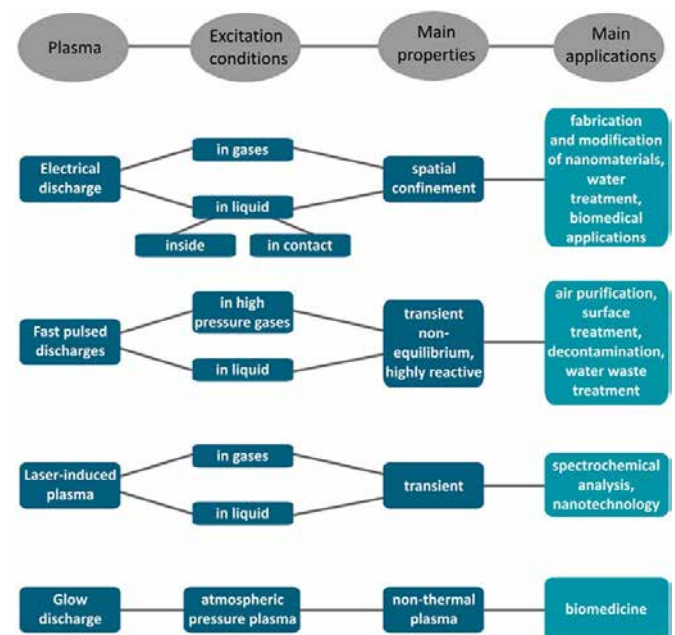 Plasma
Excitation
conditions
Main
properties
Main
applications
Electrical
discharge
in gases
in liquid
inside
in contact
spatial
confinement
fabrication
and modification
of nanomaterials,
water
treatment,
biomedical
applications
Fast pulsed
discharges
in high
pressure gases
in liquid
transient
non-
equilibrium,
highly reactive
air purification,
surface
treatment,
decontamination,
water waste
treatment
Laser-induced
plasma
in gases
in liquid
transient
spectrochemical
analysis,
nanotechnology
Glow
discharge
atmospheric
pressure plasma
non-thermal
plasma
biomedicine